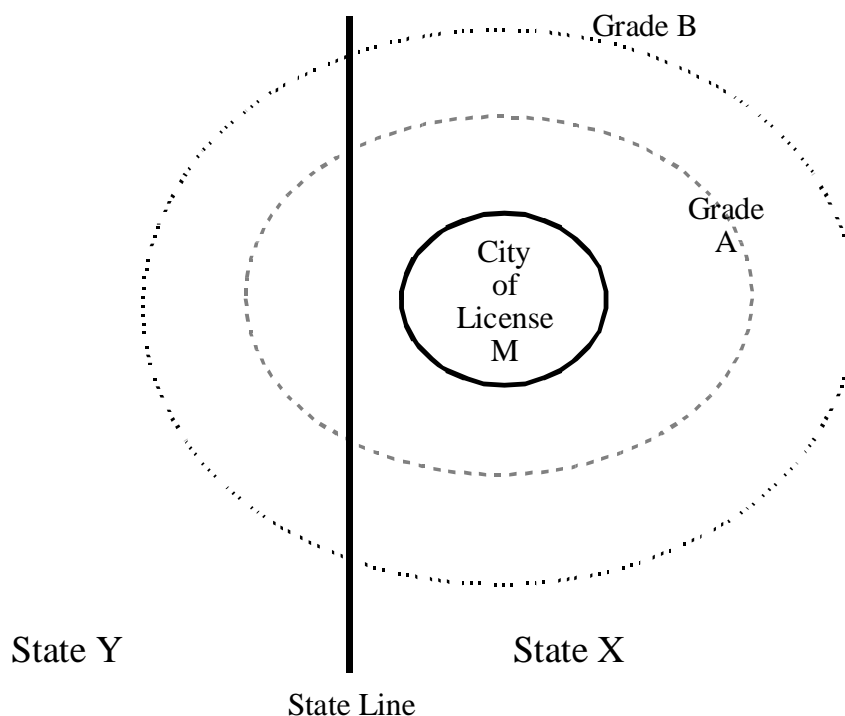 Grade B
Grade
A
City
of
License
M
State Y
State X
State Line